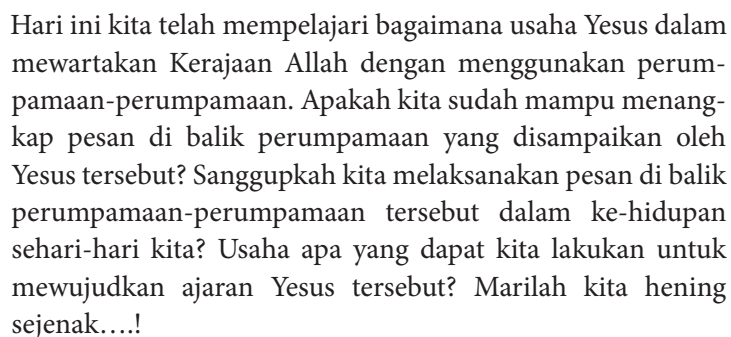 Hari ini kita telah mempelajari bagaimana usaha Yesus dalam
mewartakan Kerajaan Allah dengan menggunakan perum-
pamaan-perumpamaan. Apakah kita sudah mampu menang-
kap pesan di balik perumpamaan yang disampaikan oleh
Yesus tersebut? Sanggupkah kita melaksanakan pesan di balik
perumpamaan-perumpamaan tersebut dalam ke-hidupan
sehari-hari kita? Usaha apa yang dapat kita lakukan untuk
mewujudkan ajaran Yesus tersebut? Marilah kita hening
sejenak….!